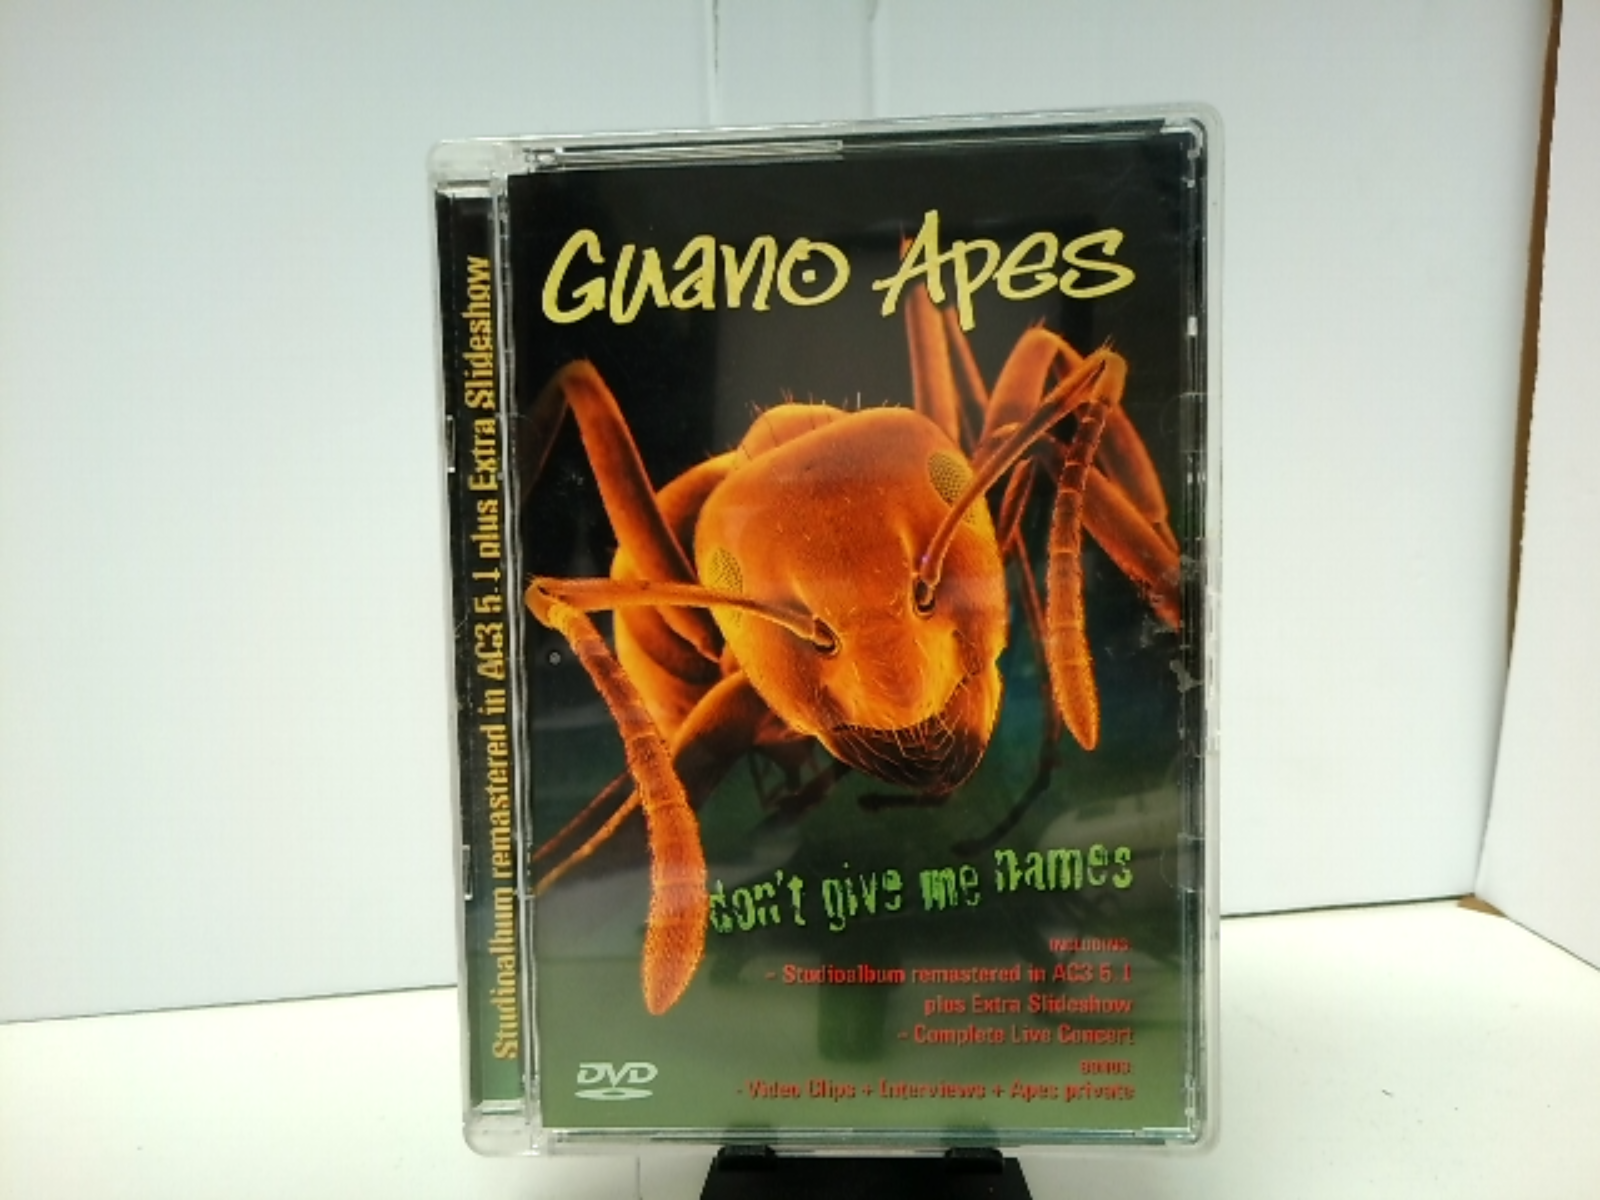 Guano Apes
Studioalbum remastered in AC3 5.1 plus Extra Slideshow
don't give me names
INCLUDING:
- Studioalbum remastered in AC3 5.1
plus Extra Slideshow
- Complete Live Concert
BONUS:
- Video Clips + Interviews + Apes private
DVD